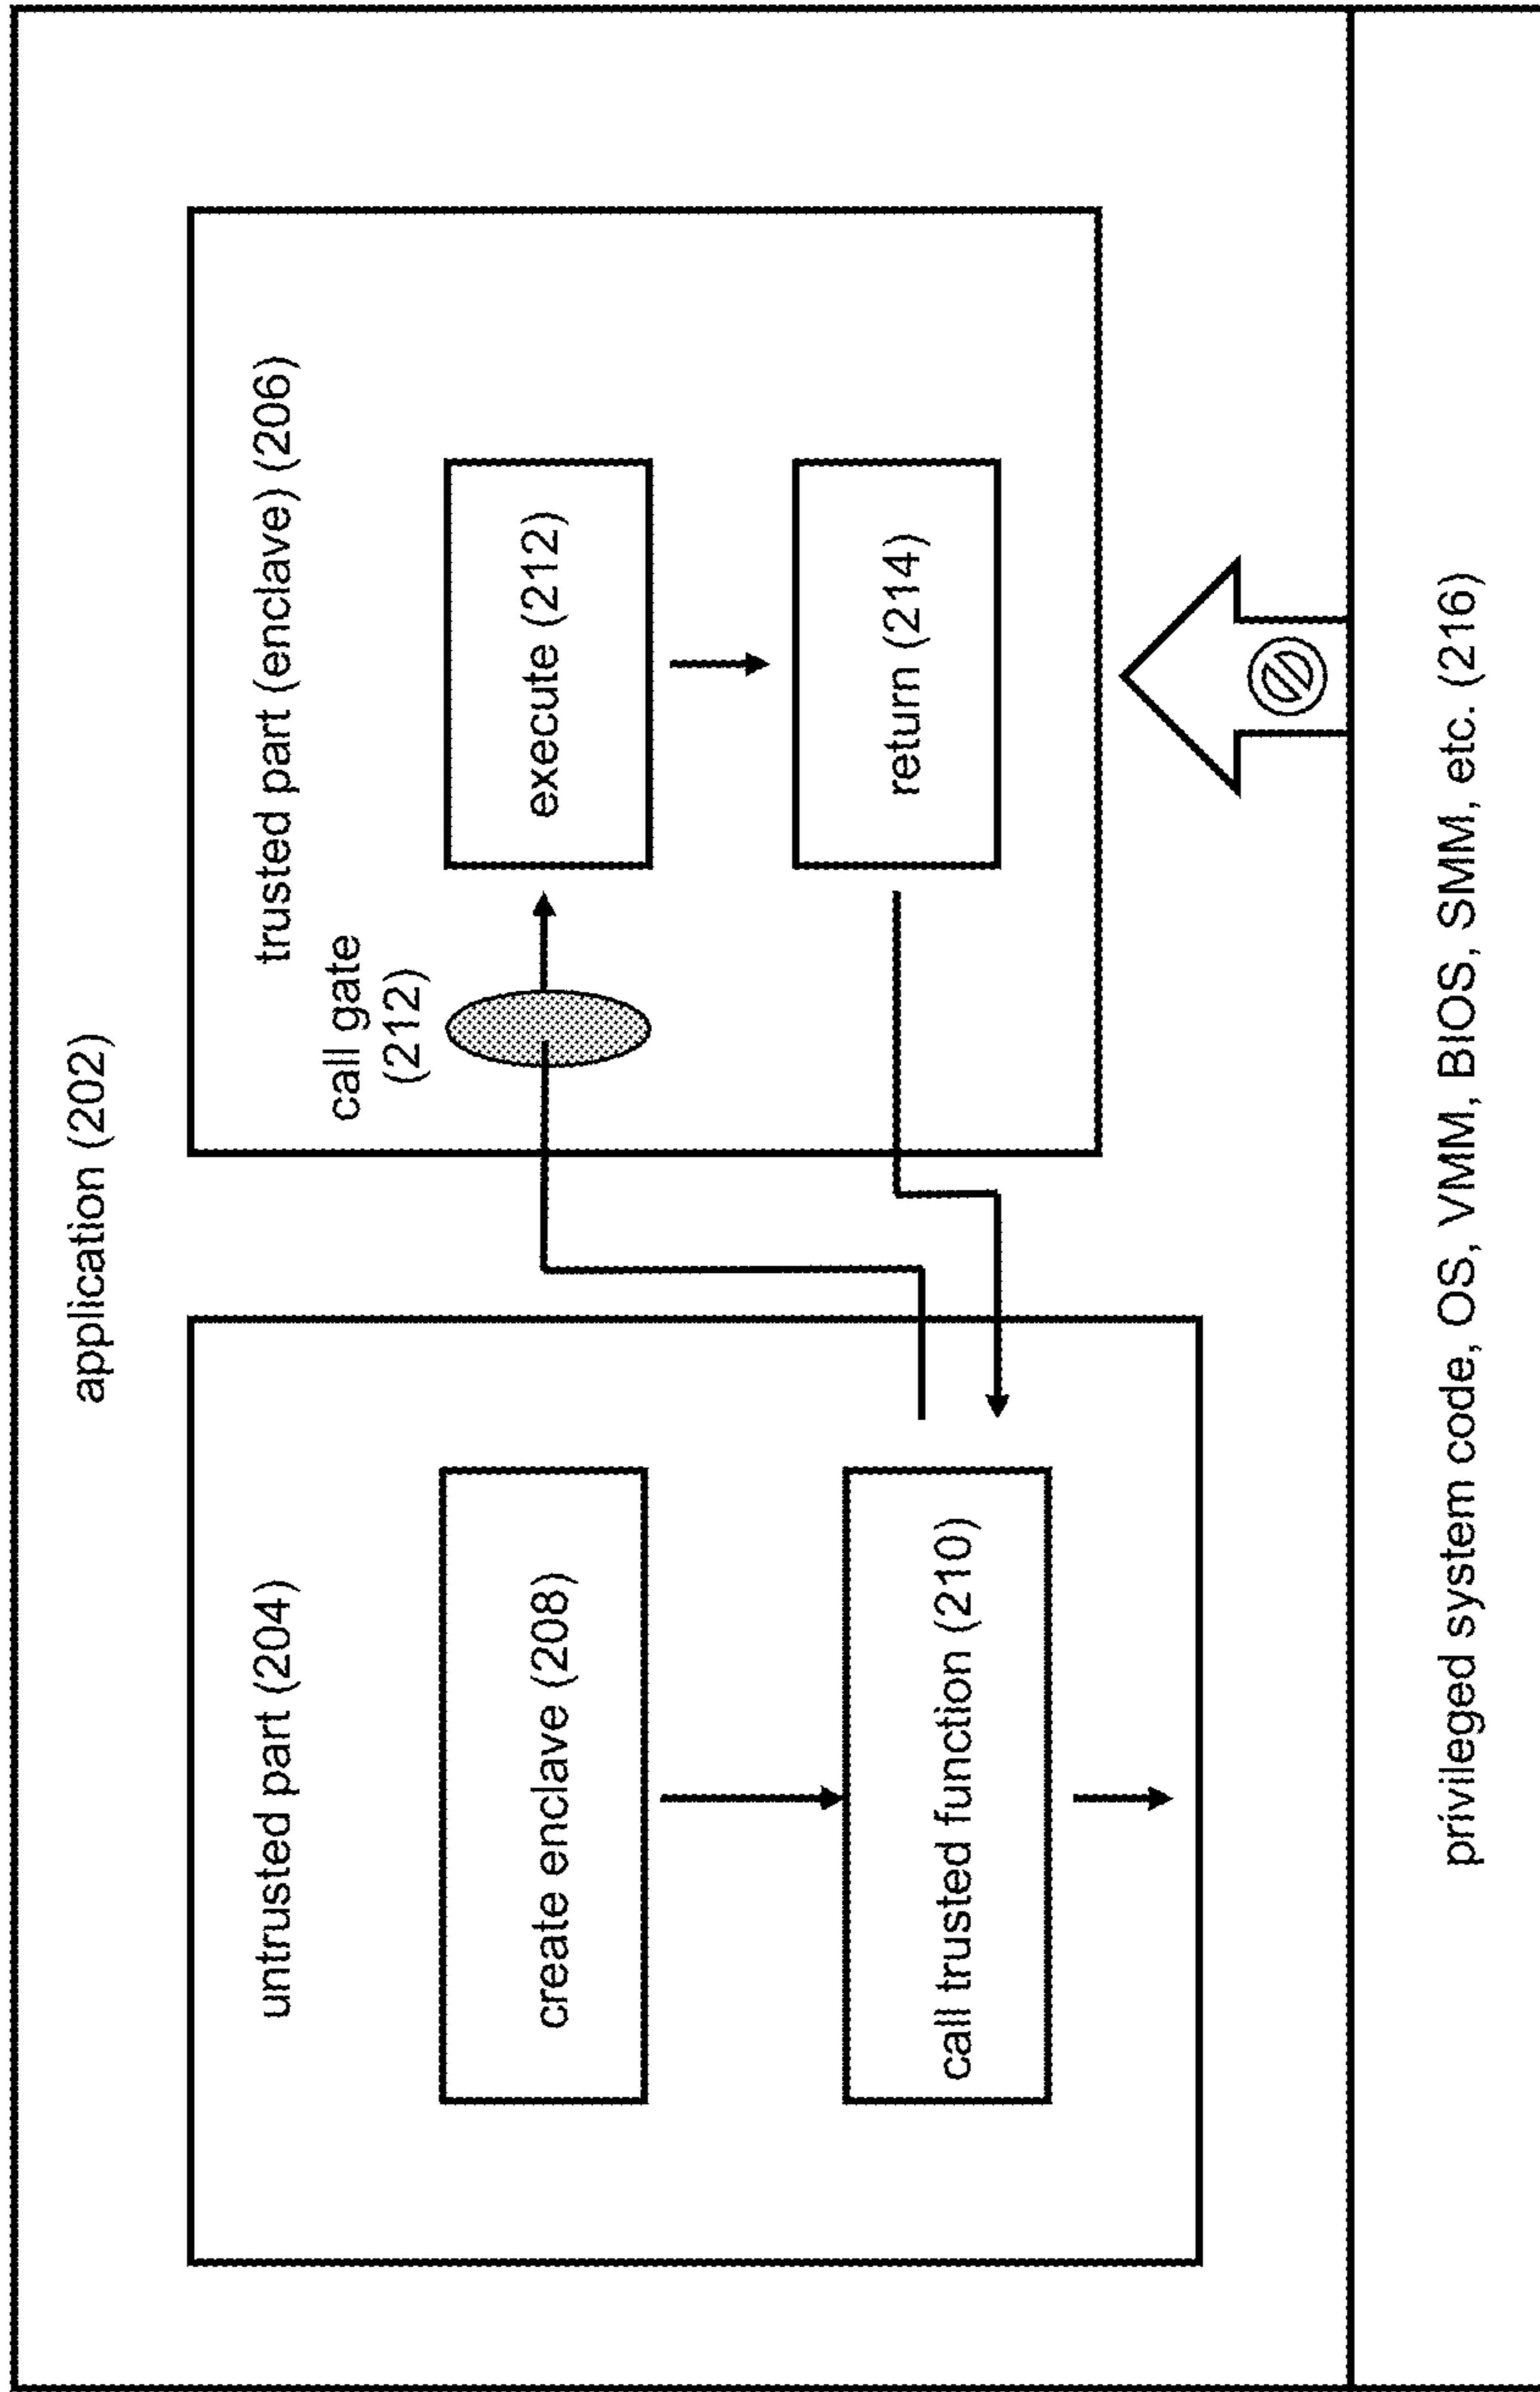 application (202)
untrusted part (204)
create enclave (208)
call trusted function (210)
trusted part (enclave) (206)
call gate
(212)
execute (212)
return (214)
privileged system code, OS, VMM, BIOS, SMM, etc. (216)